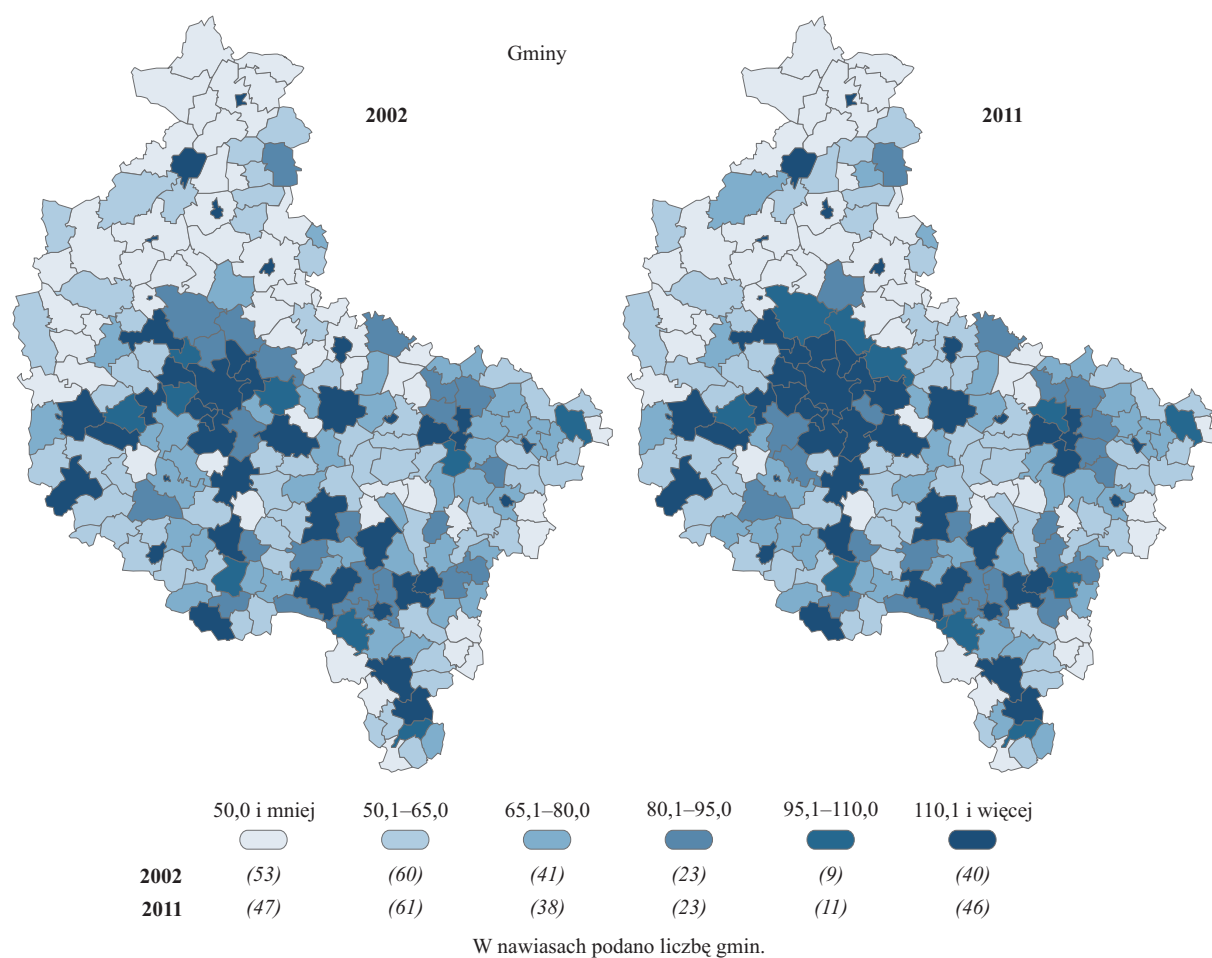 Gminy
2002
2011
50,0 i mniej 50,1–65,0 65,1–80,0 80,1–95,0 95,1–110,0 110,1 i więcej
2002 (53) (60) (41) (23) (9) (40)
2011 (47) (61) (38) (23) (11) (46)
W nawiasach podano liczbę gmin.